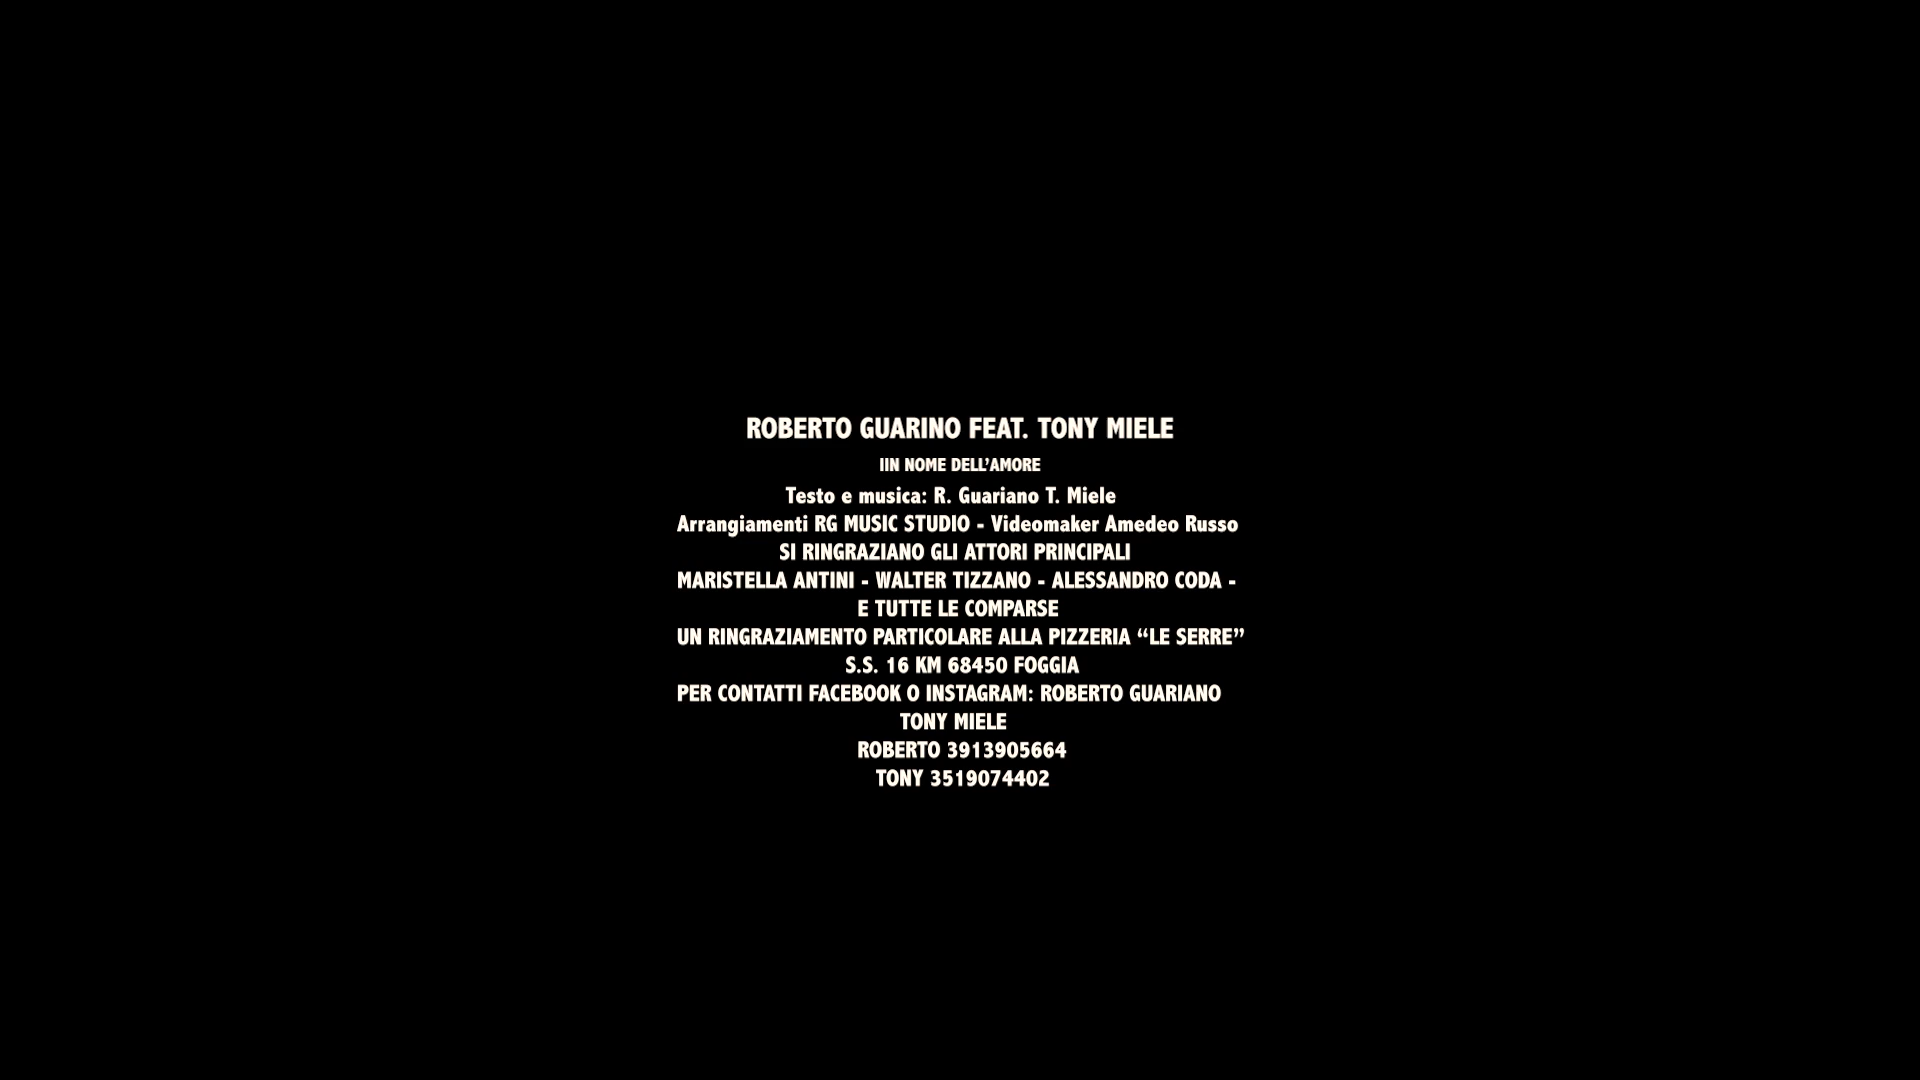 ROBERTO GUARINO FEAT. TONY MIELE
IIN NOME DELL’AMORE
Testo e musica: R. Guariano T. Miele
Arrangiamenti RG MUSIC STUDIO - Videomaker Amedeo Russo
SI RINGRAZIANO GLI ATTORI PRINCIPALI
MARISTELLA ANTINI - WALTER TIZZANO - ALESSANDRO CODA -
E TUTTE LE COMPARSE
UN RINGRAZIAMENTO PARTICOLARE ALLA PIZZERIA “LE SERRE”
S.S. 16 KM 68450 FOGGIA
PER CONTATTI FACEBOOK O INSTAGRAM: ROBERTO GUARIANO
TONY MIELE
ROBERTO 3913905664
TONY 3519074402